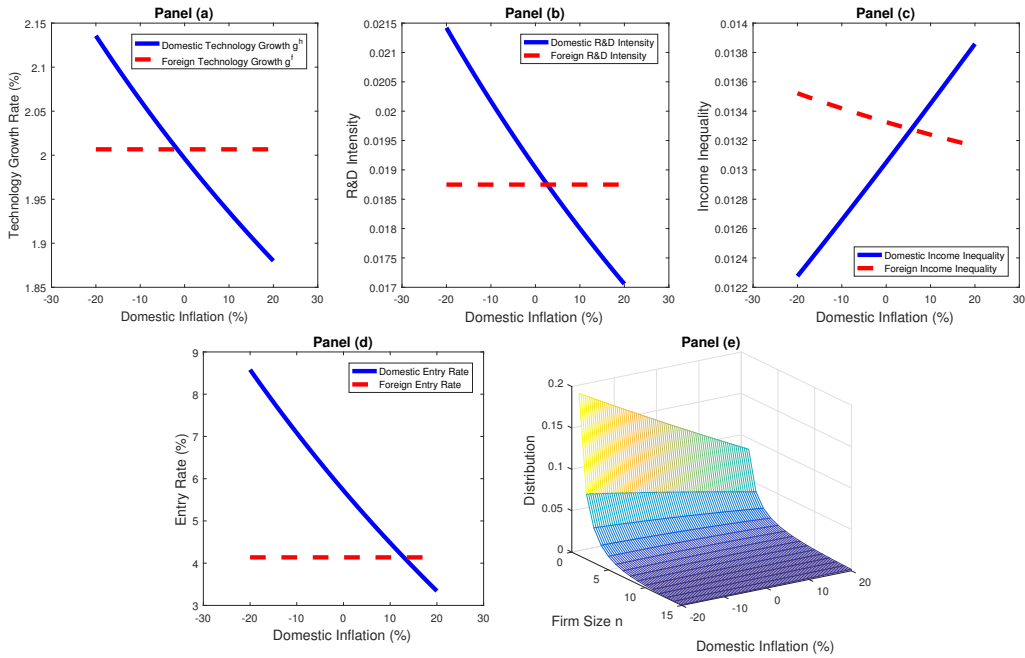 Panel (a)
2.15
2.1
2.05
2
1.95
1.9
1.85
-30 -20 -10 0 10 20 30
Technology Growth Rate (%)
Domestic Inflation (%)
Domestic Technology Growth g^h
Foreign Technology Growth g^f
Panel (b)
0.0215
0.021
0.0205
0.02
0.0195
0.019
0.0185
0.018
0.0175
0.017
-30 -20 -10 0 10 20 30
R&D Intensity
Domestic Inflation (%)
Domestic R&D Intensity
Foreign R&D Intensity
Panel (c)
0.014
0.0138
0.0136
0.0134
0.0132
0.013
0.0128
0.0126
0.0124
0.0122
-30 -20 -10 0 10 20 30
Income Inequality
Domestic Inflation (%)
Domestic Income Inequality
Foreign Income Inequality
Panel (d)
9
8
7
6
5
4
3
-30 -20 -10 0 10 20 30
Entry Rate (%)
Domestic Inflation (%)
Domestic Entry Rate
Foreign Entry Rate
Panel (e)
0.2
0.15
0.1
0.05
0
Distribution
0
5
10
15
Firm Size n
-20
-10
0
10
20
Domestic Inflation (%)